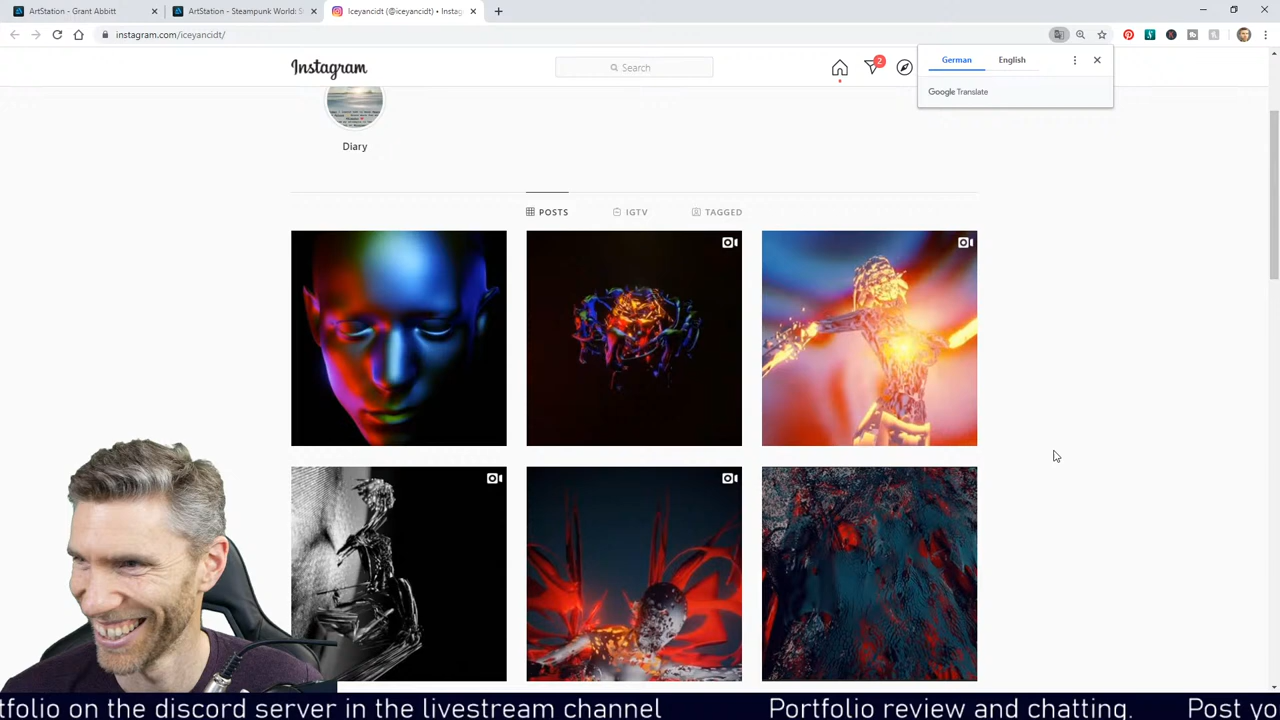 ArtStation - Grant Abbitt
ArtStation - Steampunk World: S
Iceyancidt (@iceyancidt) • Instag
instagram.com/iceyancidt/
Instagram
Search
2
German
English
Google Translate
Diary
POSTS
IGTV
TAGGED
tfolio on the discord server in the livestream channel
Portfolio review and chatting.
Post yo